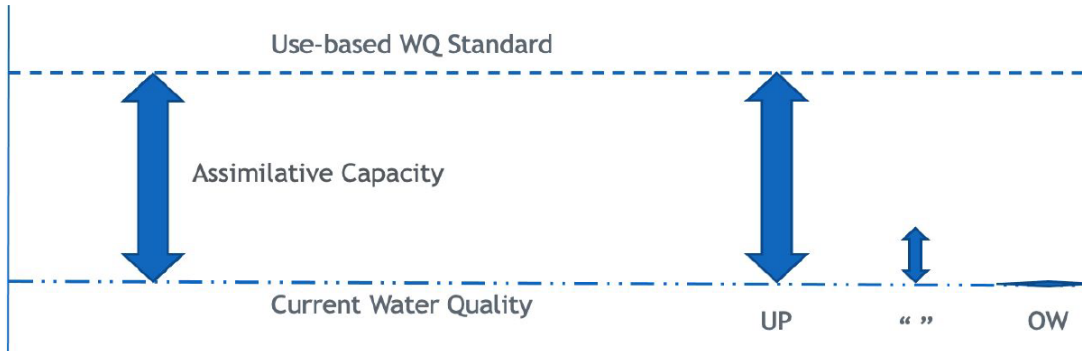 Use-based WQ Standard
Assimilative Capacity
Current Water Quality
UP
“ ”
OW